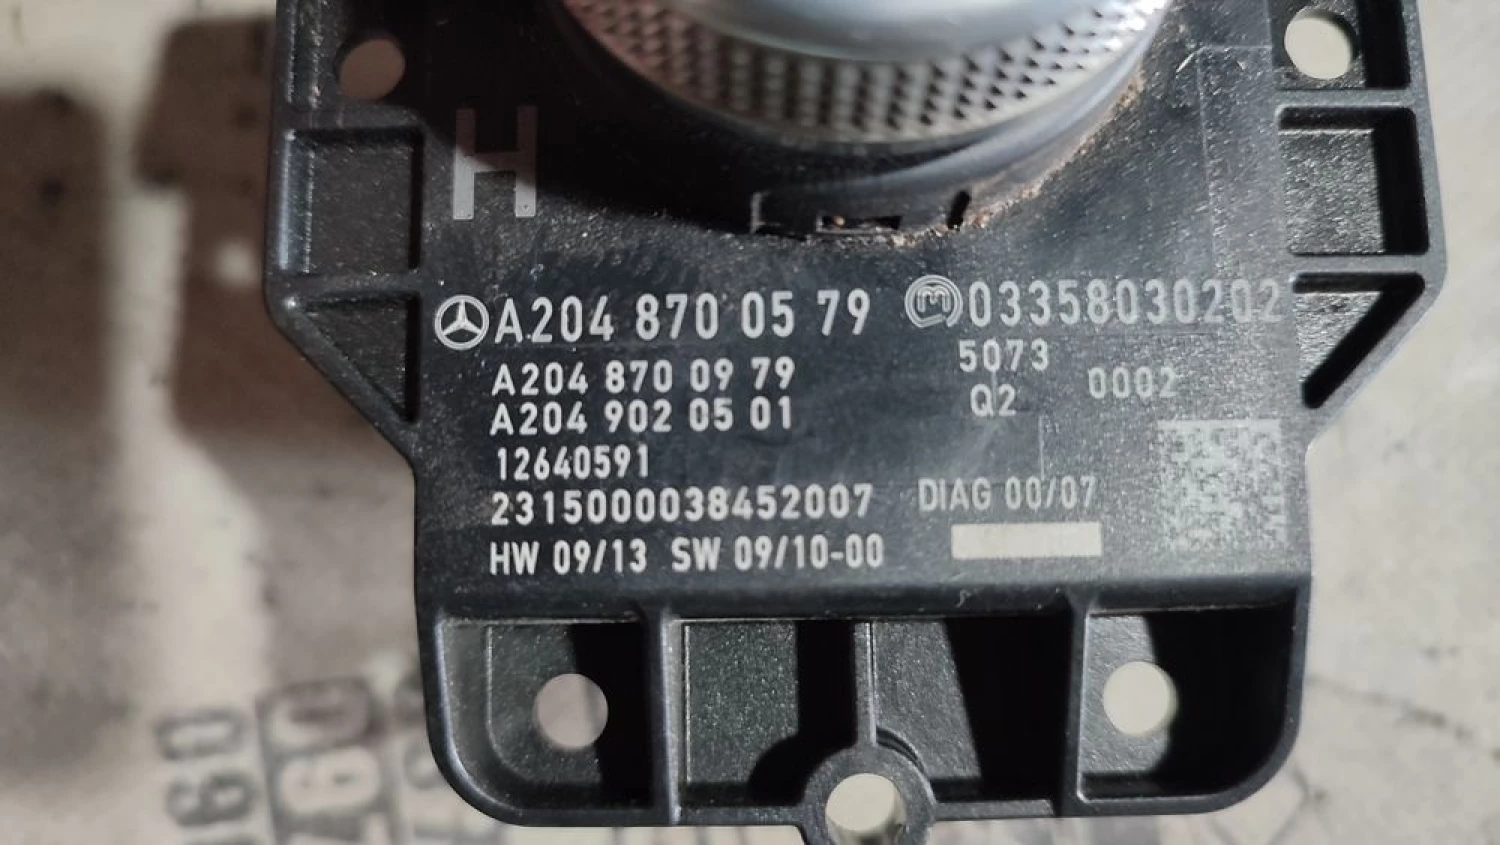 H
A204 870 05 79
03358030202
A204 870 09 79
5073
A204 902 05 01
Q2 0002
12640591
2315000038452007
DIAG 00/07
HW 09/13 SW 09/10-00